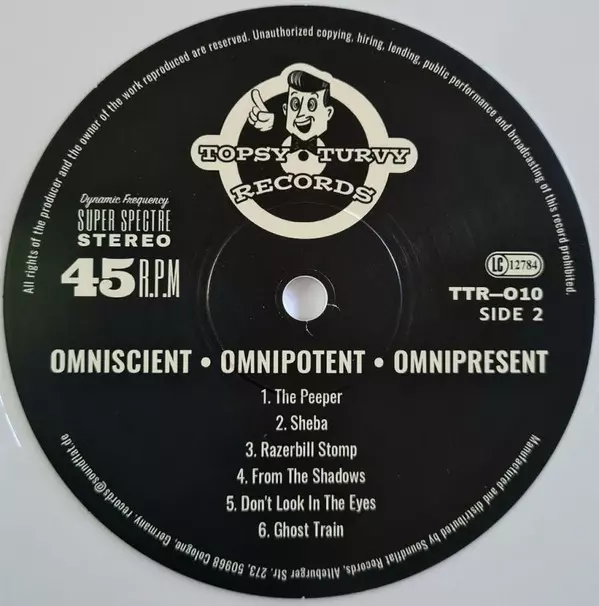 All rights of the producer and the owner of the work reproduced are reserved. Unauthorized copying, hiring, lending, public performance and broadcasting of this record prohibited.
TOPSY • TURVY
RECORDS
Dynamic Frequency
SUPER SPECTRE
STEREO
45 R.P.M
LC 12784
TTR–010
SIDE 2
OMNISCIENT • OMNIPOTENT • OMNIPRESENT
1. The Peeper
2. Sheba
3. Razerbill Stomp
4. From The Shadows
5. Don't Look In The Eyes
6. Ghost Train
Manufactured and distributed by Soundflat Records, Alteburger Str. 273, 50968 Cologne, Germany, records@soundflat.de